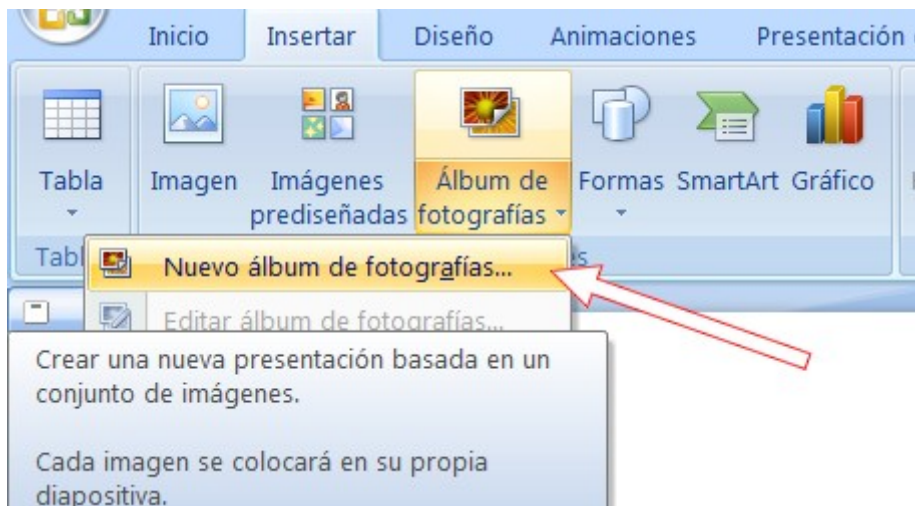 Inicio Insertar Diseño Animaciones Presentación
Tabla Imagen Imágenes prediseñadas Álbum de fotografías Formas SmartArt Gráfico
Nuevo álbum de fotografías...
Editar álbum de fotografías...
Crear una nueva presentación basada en un
conjunto de imágenes.
Cada imagen se colocará en su propia
diapositiva.